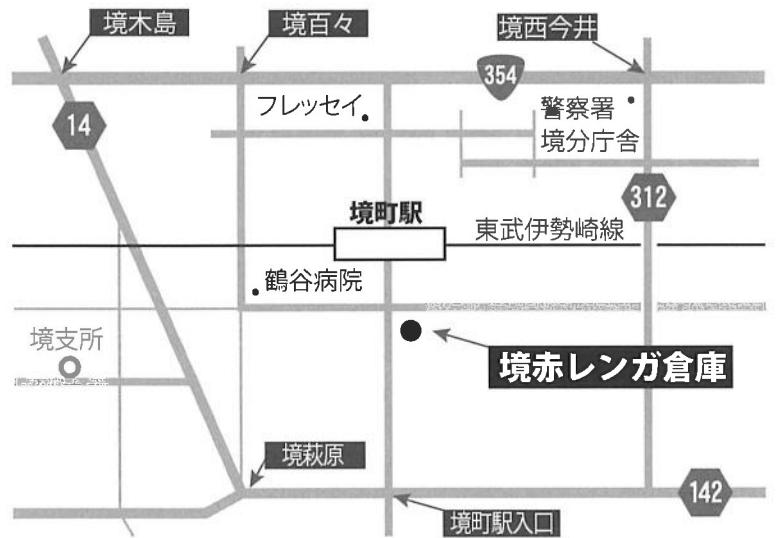 境木島
境百々
境西今井
354
フレッセイ
警察署
境分庁舎
14
312
境町駅
東武伊勢崎線
鶴谷病院
境支所
境赤レンガ倉庫
境萩原
142
境町駅入口